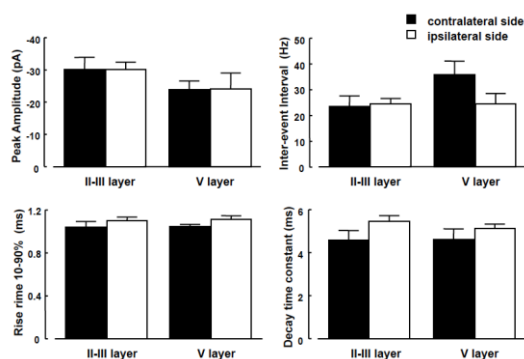 contralateral side
ipsilateral side
Peak Amplitude (pA)
-40
-30
-20
-10
0
II-III layer
V layer
Inter-event Interval (Hz)
50
40
30
20
10
0
II-III layer
V layer
Rise rime 10-90% (ms)
1.2
0.8
0.4
0
II-III layer
V layer
Decay time constant (ms)
6
4
2
0
II-III layer
V layer